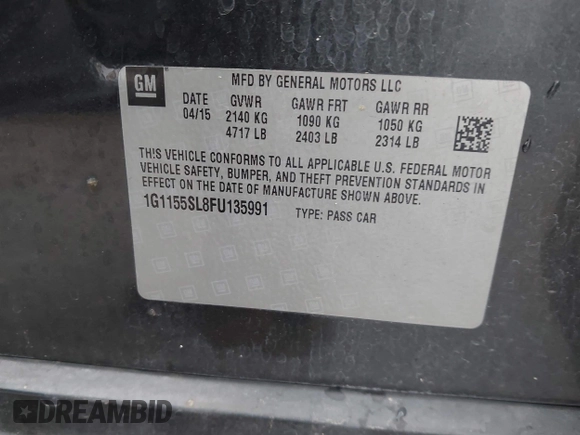 GM
MFD BY GENERAL MOTORS LLC
DATE GVWR GAWR FRT GAWR RR
04/15 2140 KG 1090 KG 1050 KG
4717 LB 2403 LB 2314 LB
THIS VEHICLE CONFORMS TO ALL APPLICABLE U.S. FEDERAL MOTOR
VEHICLE SAFETY, BUMPER, AND THEFT PREVENTION STANDARDS IN
EFFECT ON THE DATE OF MANUFACTURE SHOWN ABOVE.
1G1155SL8FU135991 TYPE: PASS CAR
DREAMBID